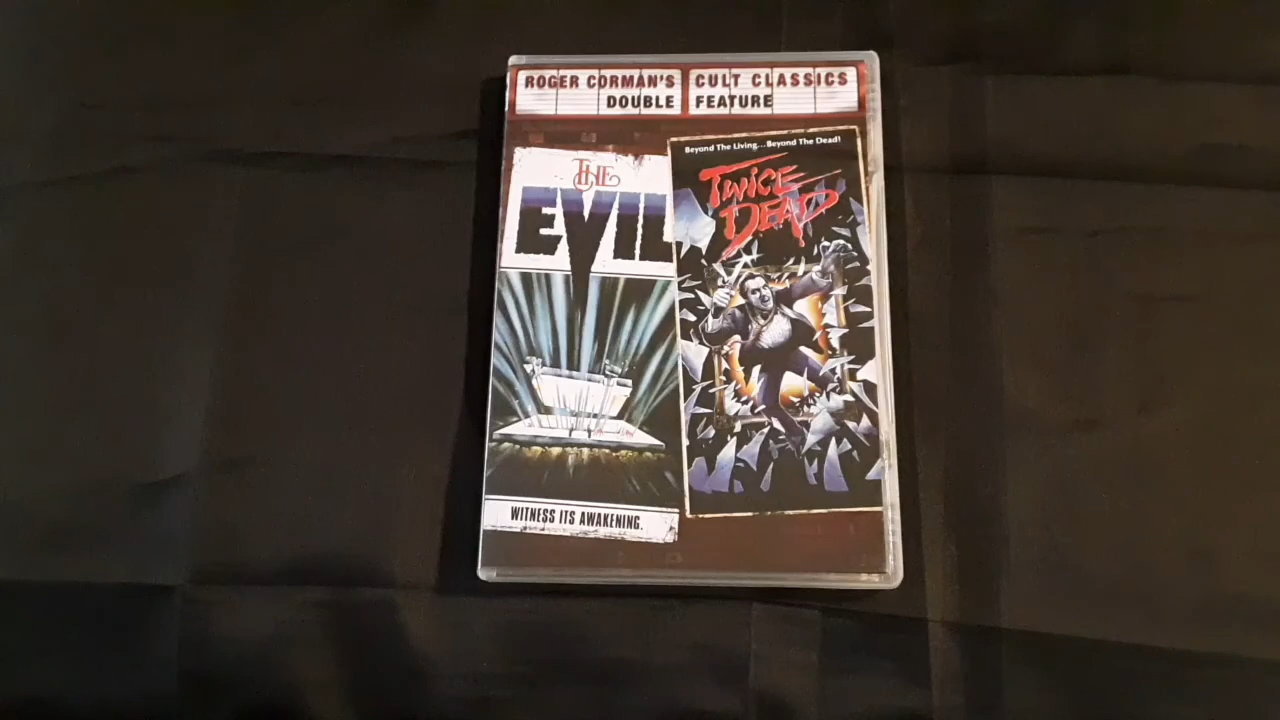 ROGER CORMAN'S CULT CLASSICS
DOUBLE FEATURE
THE
EVIL
WITNESS ITS AWAKENING.
Beyond The Living...Beyond The Dead!
TWICE
DEAD